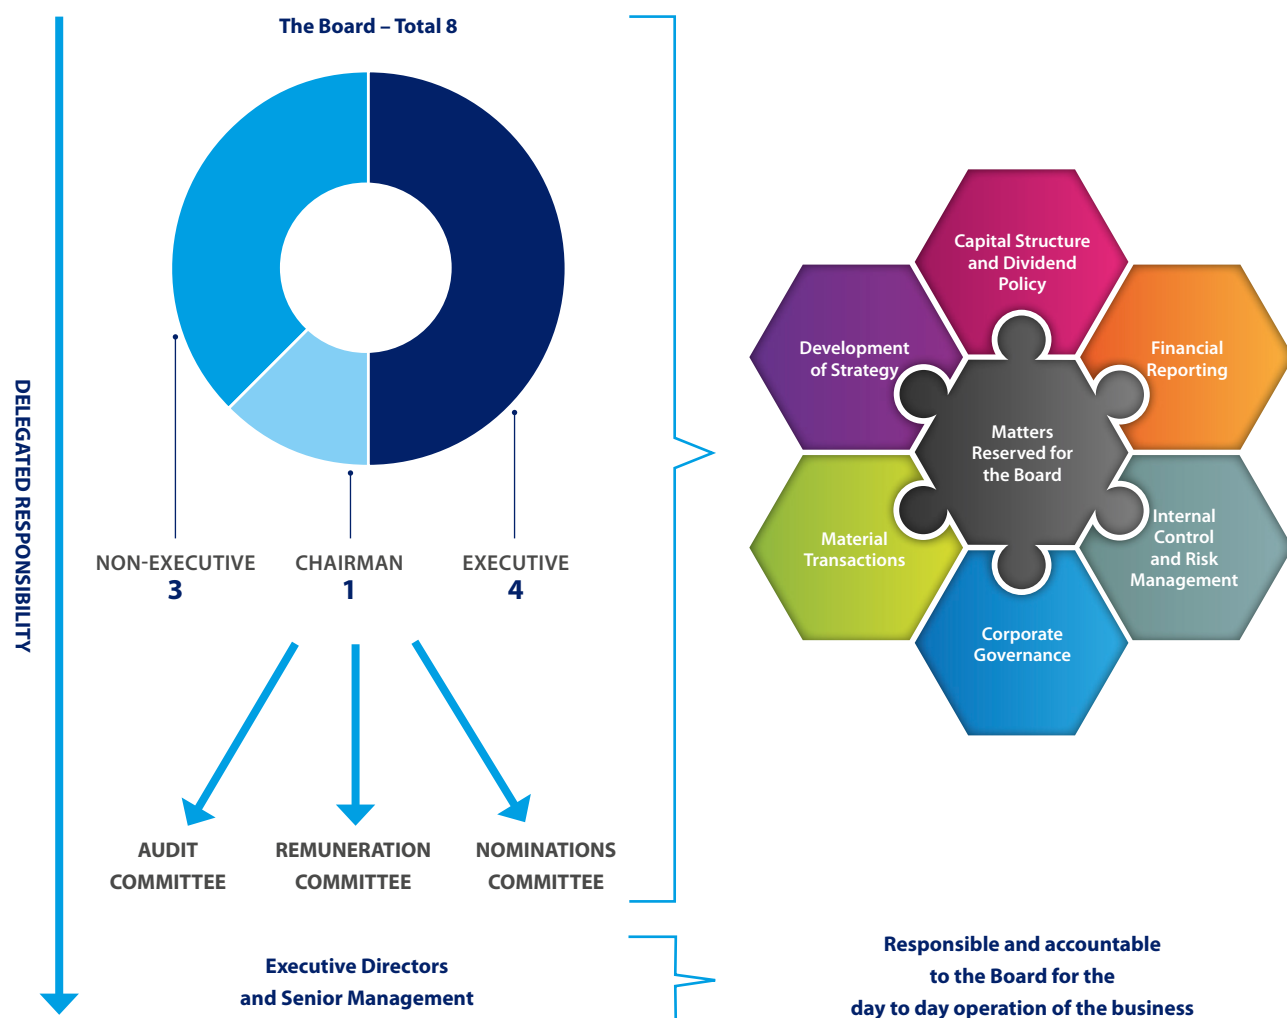 The Board – Total 8
DELEGATED RESPONSIBILITY
NON-EXECUTIVE
3
CHAIRMAN
1
EXECUTIVE
4
AUDIT
COMMITTEE
REMUNERATION
COMMITTEE
NOMINATIONS
COMMITTEE
Executive Directors
and Senior Management
Capital Structure
and Dividend
Policy
Development
of Strategy
Financial
Reporting
Matters
Reserved for
the Board
Material
Transactions
Internal
Control
and Risk
Management
Corporate
Governance
Responsible and accountable
to the Board for the
day to day operation of the business